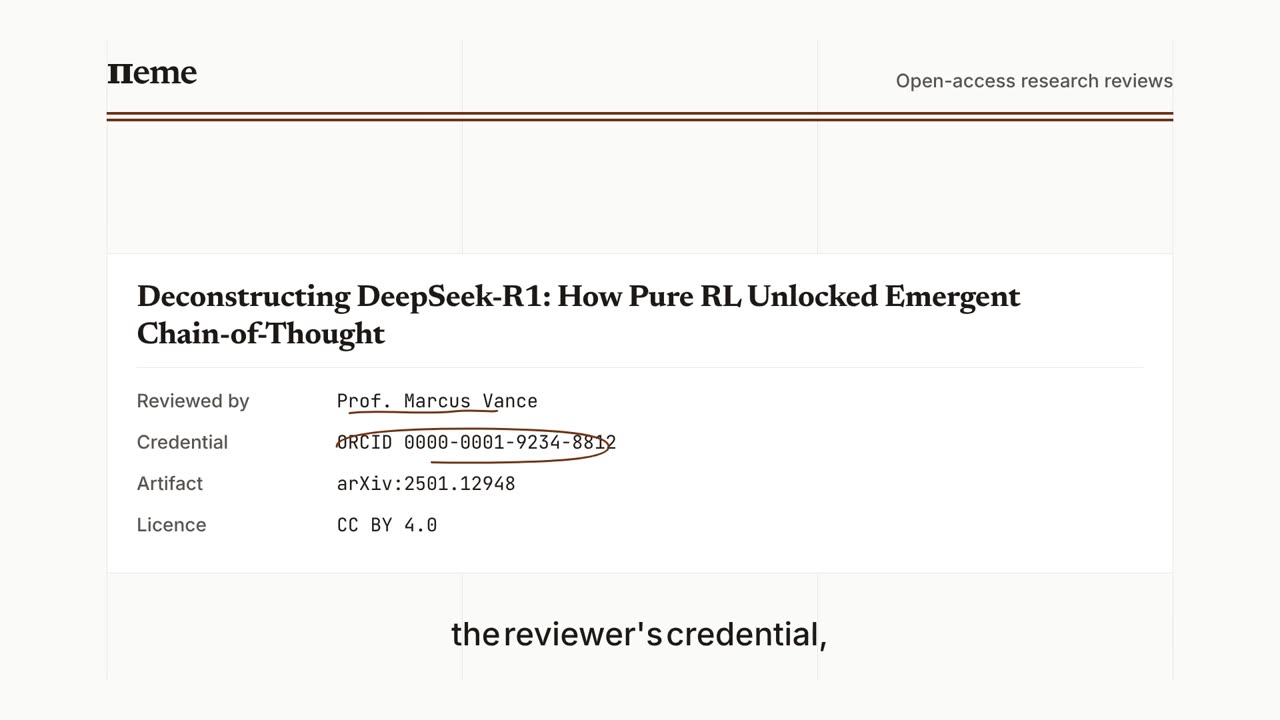 пeme
Open-access research reviews
Deconstructing DeepSeek-R1: How Pure RL Unlocked Emergent
Chain-of-Thought
Reviewed by Prof. Marcus Vance
Credential ORCID 0000-0001-9234-8812
Artifact arXiv:2501.12948
Licence CC BY 4.0
the reviewer's credential,